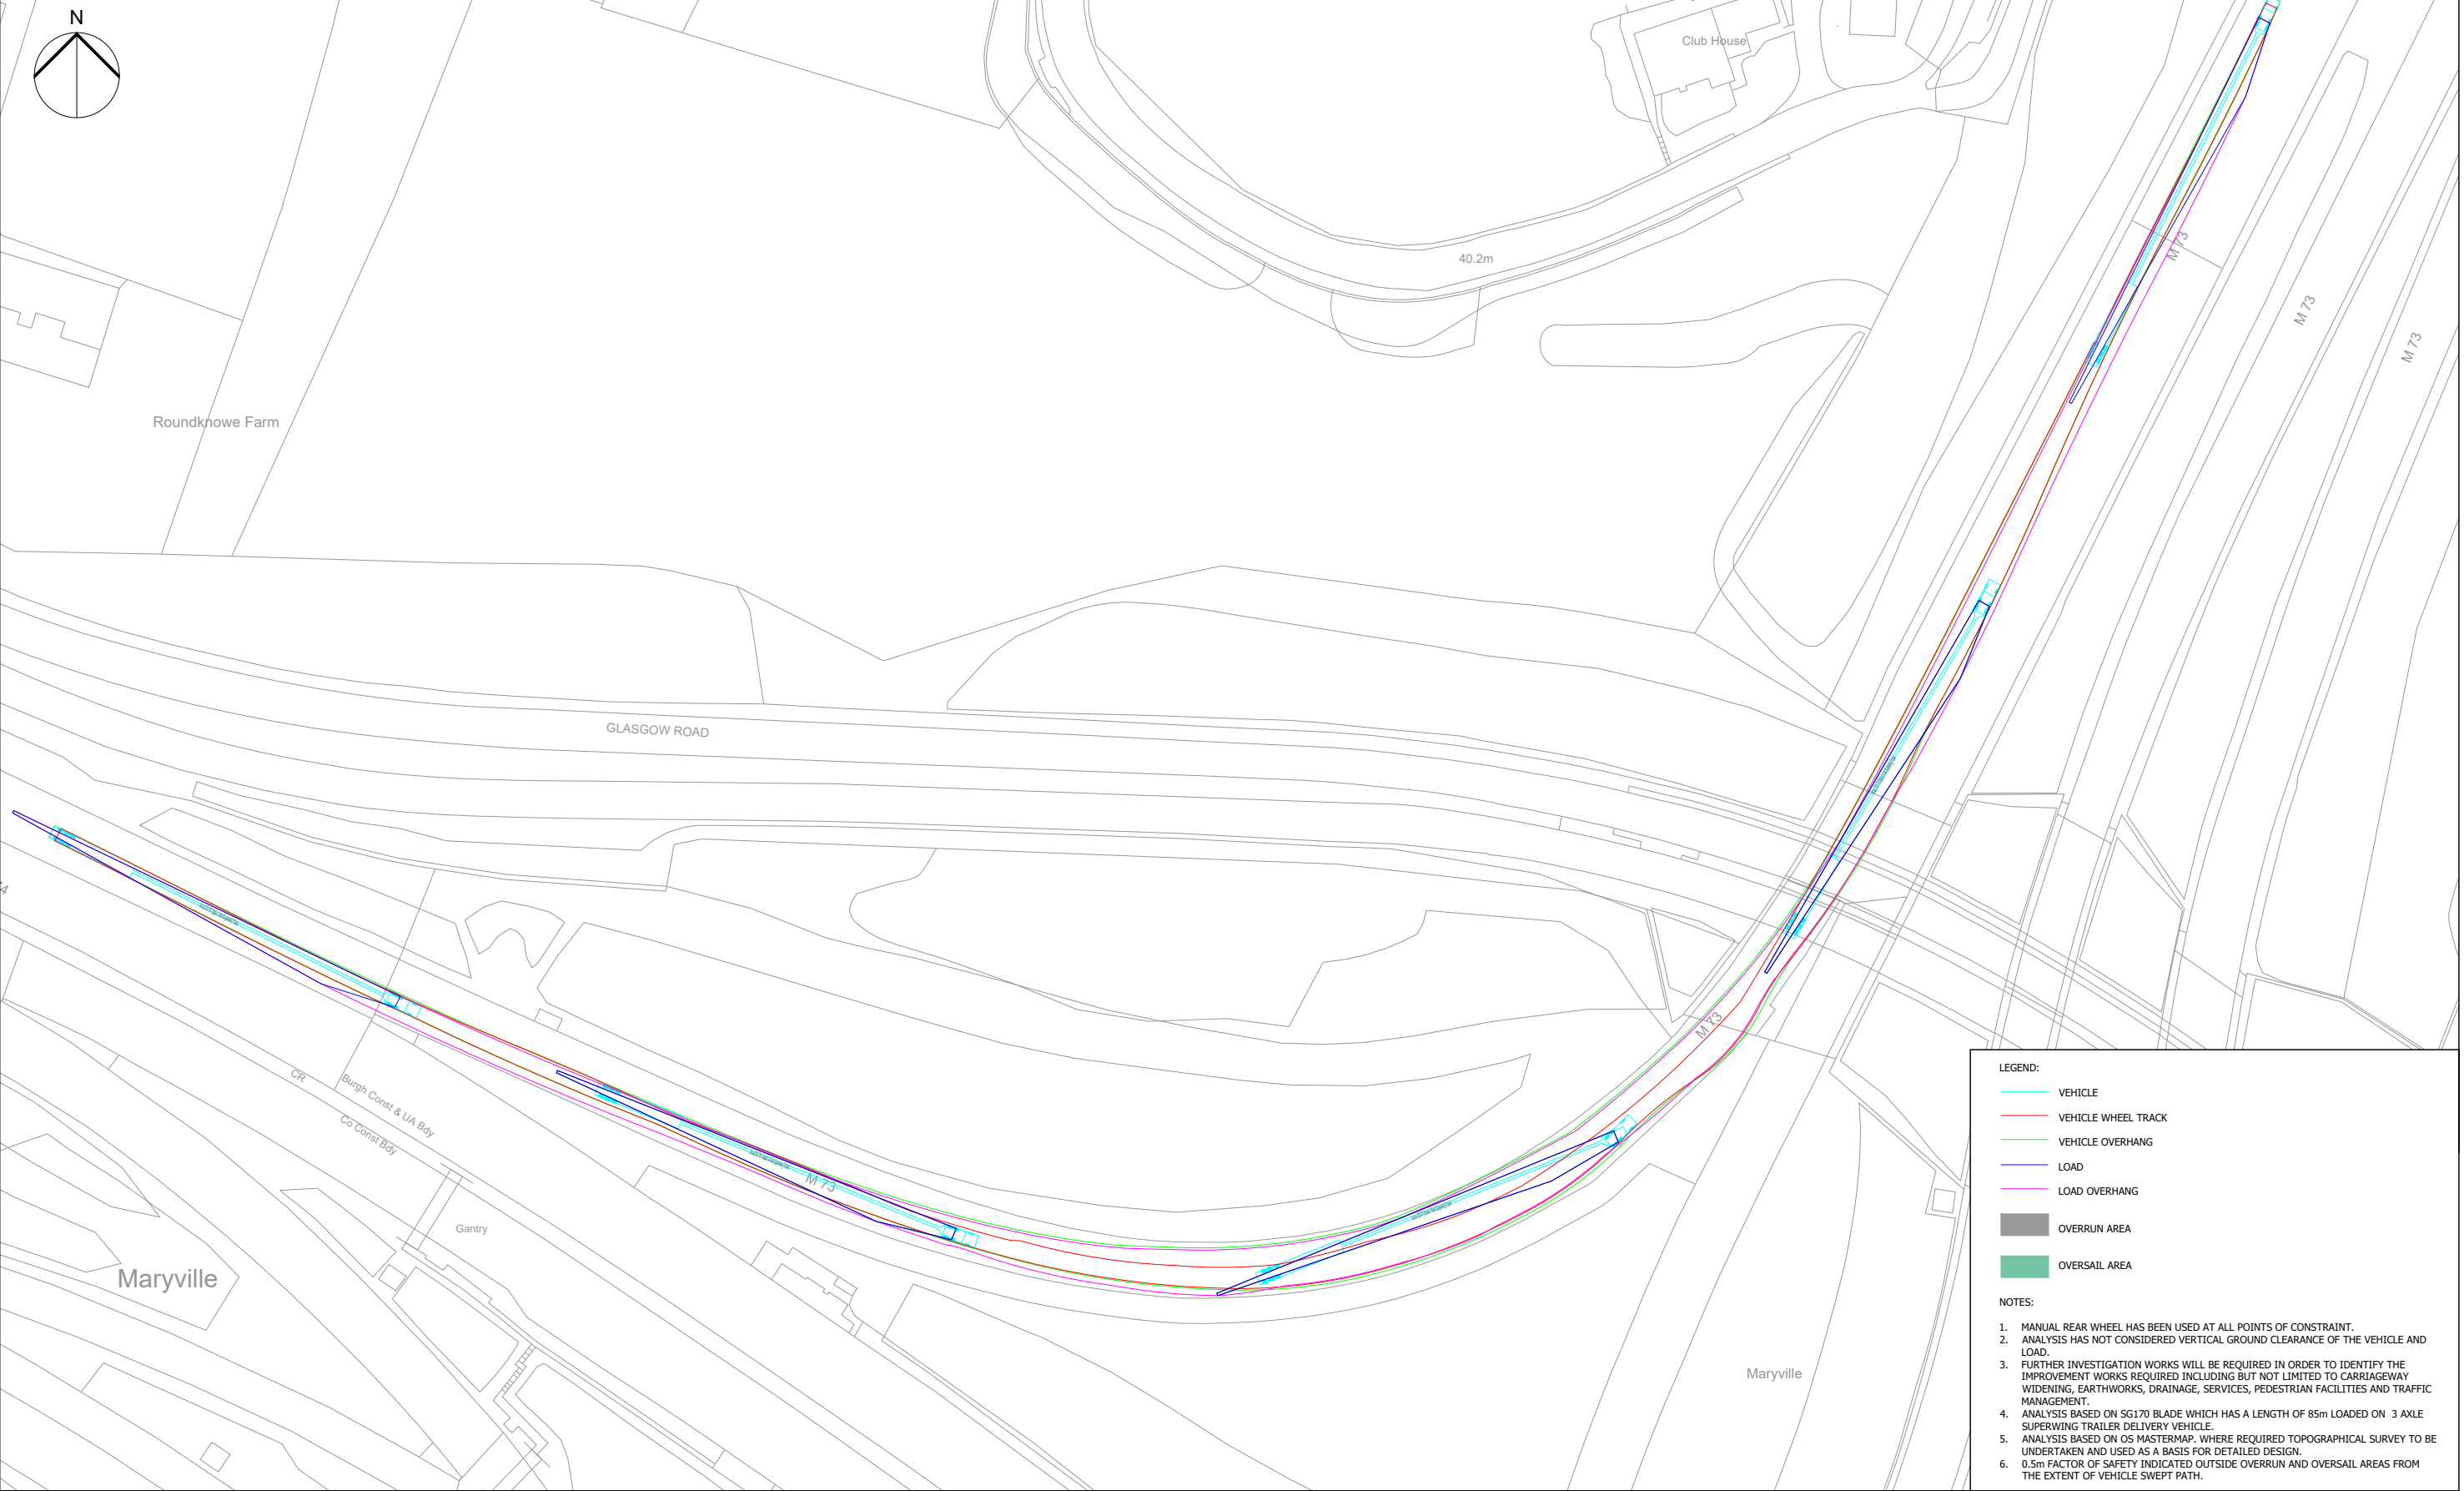 N
Club House
40.2m
M 73
M 73
M 73
Roundknowe Farm
GLASGOW ROAD
M 73
M 73
CR
Burgh Const & UA Bdy
Co Const Bdy
Gantry
Maryville
Maryville
LEGEND:
VEHICLE
VEHICLE WHEEL TRACK
VEHICLE OVERHANG
LOAD
LOAD OVERHANG
OVERRUN AREA
OVERSAIL AREA
NOTES:
1. MANUAL REAR WHEEL HAS BEEN USED AT ALL POINTS OF CONSTRAINT.
2. ANALYSIS HAS NOT CONSIDERED VERTICAL GROUND CLEARANCE OF THE VEHICLE AND
LOAD.
3. FURTHER INVESTIGATION WORKS WILL BE REQUIRED IN ORDER TO IDENTIFY THE
IMPROVEMENT WORKS REQUIRED INCLUDING BUT NOT LIMITED TO CARRIAGEWAY
WIDENING, EARTHWORKS, DRAINAGE, SERVICES, PEDESTRIAN FACILITIES AND TRAFFIC
MANAGEMENT.
4. ANALYSIS BASED ON SG170 BLADE WHICH HAS A LENGTH OF 85m LOADED ON 3 AXLE
SUPERWING TRAILER DELIVERY VEHICLE.
5. ANALYSIS BASED ON OS MASTERMAP. WHERE REQUIRED TOPOGRAPHICAL SURVEY TO BE
UNDERTAKEN AND USED AS A BASIS FOR DETAILED DESIGN.
6. 0.5m FACTOR OF SAFETY INDICATED OUTSIDE OVERRUN AND OVERSAIL AREAS FROM
THE EXTENT OF VEHICLE SWEPT PATH.